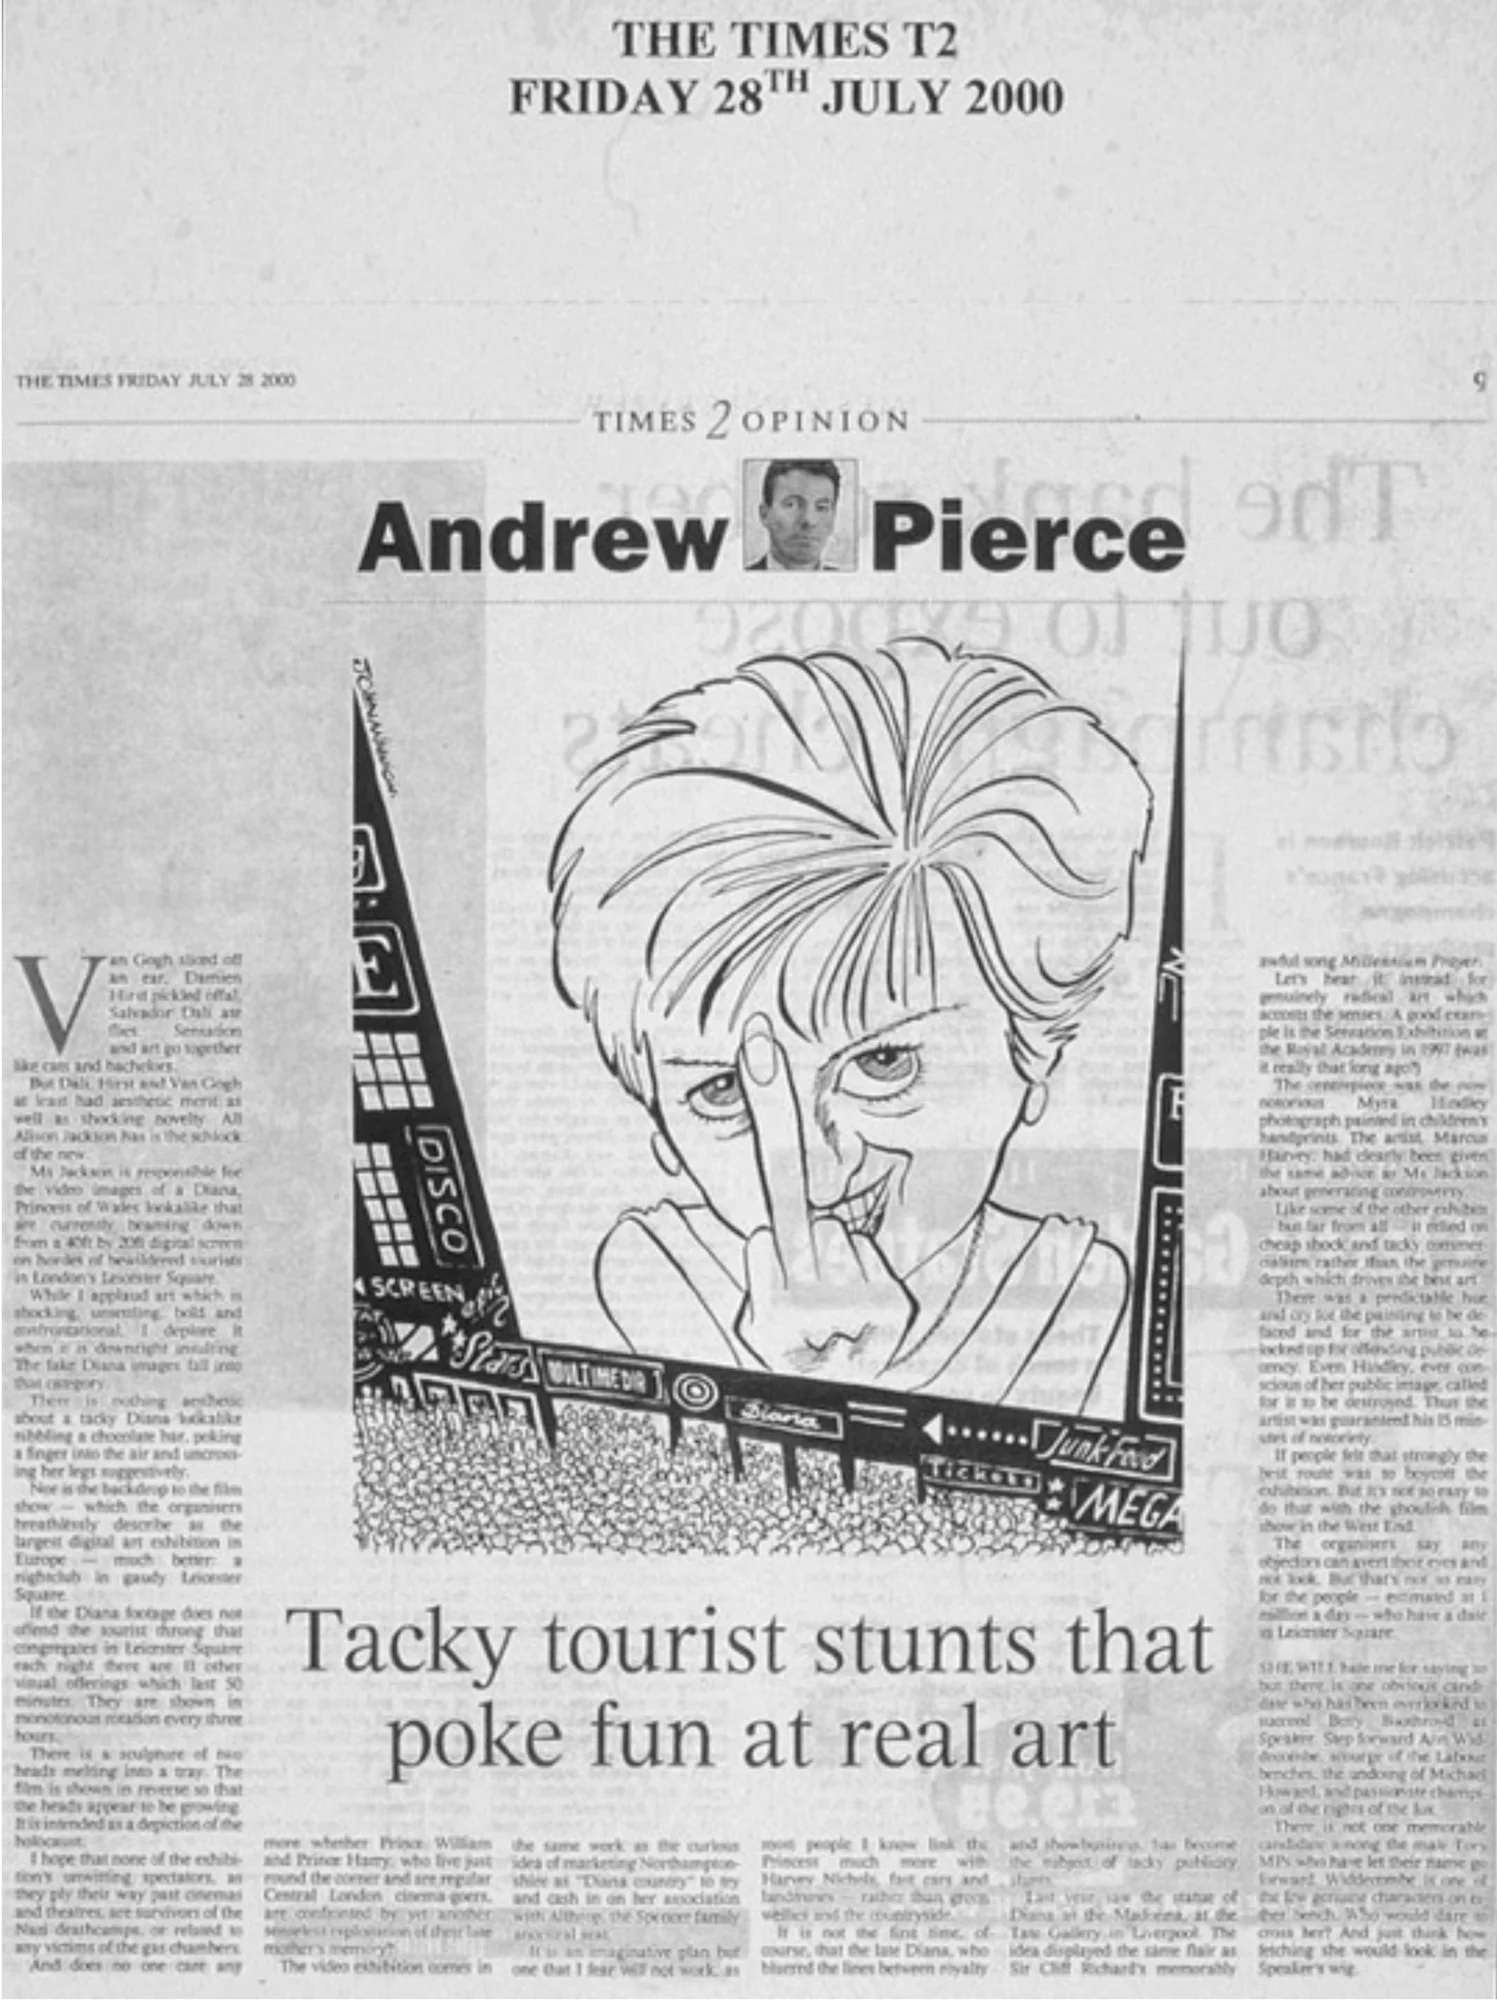 THE TIMES T2
FRIDAY 28TH JULY 2000
THE TIMES FRIDAY JULY 28 2000
TIMES 2 OPINION
Andrew Pierce
DISCO
SCREEN
Stars
MULTIMEDIA
Diana
Junk Food
Tickets
MEGA
Tacky tourist stunts that
poke fun at real art
Van Gogh sliced off
an ear, Damien
Hirst pickled offal,
Salvador Dali ate
flies. Sensation
and art go together
like cats and bachelors.
But Dali, Hirst and Van Gogh
at least had aesthetic merit as
well as shocking novelty. All
Alison Jackson has is the schlock
of the new.
Ms Jackson is responsible for
the video images of a Diana,
Princess of Wales lookalike that
are currently beaming down
from a 40ft by 20ft digital screen
on hordes of bewildered tourists
in London's Leicester Square.
While I applaud art which is
shocking, unsettling, bold and
confrontational, I deplore it
when it is downright insulting.
The fake Diana images fall into
that category.
There is nothing aesthetic
about a tacky Diana lookalike
nibbling a chocolate bar, poking
a finger into the air and uncross-
ing her legs suggestively.
Nor is the backdrop to the film
show — which the organisers
breathlessly describe as the
largest digital art exhibition in
Europe — much better: a
nightclub in gaudy Leicester
Square.
If the Diana footage does not
offend the tourist throng that
congregates in Leicester Square
each night there are 11 other
visual offerings which last 50
minutes. They are shown in
monotonous rotation every three
hours.
There is a sculpture of two
heads melting into a tray. The
film is shown in reverse so that
the heads appear to be growing.
It is intended as a depiction of the
holocaust.
I hope that none of the exhibi-
tion's unwitting spectators, as
they ply their way past cinemas
and theatres, are survivors of the
Nazi deathcamps, or related to
any victims of the gas chambers.
And does no one care any
more whether Prince William
and Prince Harry, who live just
round the corner and are regular
Central London cinema-goers,
are confronted by yet another
senseless exploitation of their late
mother's memory?
The video exhibition comes in
the same week as the curious
idea of marketing Northampton-
shire as "Diana country" to try
and cash in on her association
with Althorp, the Spencer family
ancestral seat.
It is an imaginative plan but
one that I fear will not work, as
most people I know link the
Princess much more with
Harvey Nichols, fast cars and
landmines — rather than green
wellies and the countryside.
It is not the first time, of
course, that the late Diana, who
blurred the lines between royalty
and showbusiness, has become
the subject of tacky publicity
stunts.
Last year saw the statue of
Diana as the Madonna, at the
Tate Gallery in Liverpool. The
idea displayed the same flair as
Sir Cliff Richard's memorably
awful song Millennium Prayer.
Let's hear it instead for
genuinely radical art which
accosts the senses. A good exam-
ple is the Sensation Exhibition at
the Royal Academy in 1997 (was
it really that long ago?)
The centrepiece was the now
notorious Myra Hindley
photograph painted in children's
handprints. The artist, Marcus
Harvey, had clearly been given
the same advice as Ms Jackson
about generating controversy.
Like some of the other exhibits
— but far from all — it relied on
cheap shock and tacky commer-
cialism rather than the genuine
depth which drives the best art.
There was a predictable hue
and cry for the painting to be de-
faced and for the artist to be
locked up for offending public de-
cency. Even Hindley, ever con-
scious of her public image, called
for it to be destroyed. Thus the
artist was guaranteed his 15 min-
utes of notoriety.
If people felt that strongly the
best route was to boycott the
exhibition. But it's not so easy to
do that with the ghoulish film
show in the West End.
The organisers say any
objectors can avert their eyes and
not look. But that's not so easy
for the people — estimated at 1
million a day — who have a date
in Leicester Square.
SHE WILL hate me for saying so
but there is one obvious candi-
date who has been overlooked to
succeed Betty Boothroyd as
Speaker. Step forward Ann Wid-
decombe, scourge of the Labour
benches, the undoing of Michael
Howard, and passionate champi-
on of the rights of the fox.
There is not one memorable
candidate among the male Tory
MPs who have let their name go
forward. Widdecombe is one of
the few genuine characters on ei-
ther bench. Who would dare to
cross her? And just think how
fetching she would look in the
Speaker's wig.